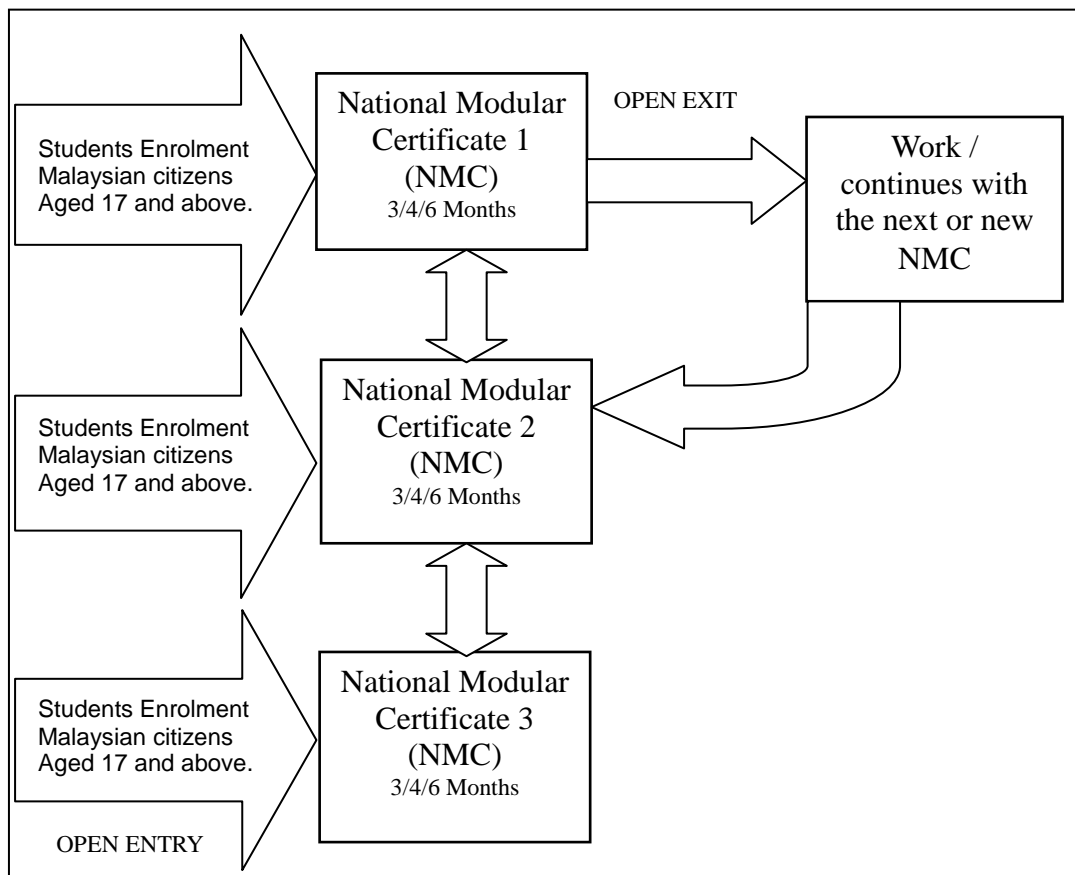 Students Enrolment
Malaysian citizens
Aged 17 and above.
National Modular
Certificate 1
(NMC)
3/4/6 Months
OPEN EXIT
Work /
continues with
the next or new
NMC
Students Enrolment
Malaysian citizens
Aged 17 and above.
National Modular
Certificate 2
(NMC)
3/4/6 Months
Students Enrolment
Malaysian citizens
Aged 17 and above.
National Modular
Certificate 3
(NMC)
3/4/6 Months
OPEN ENTRY